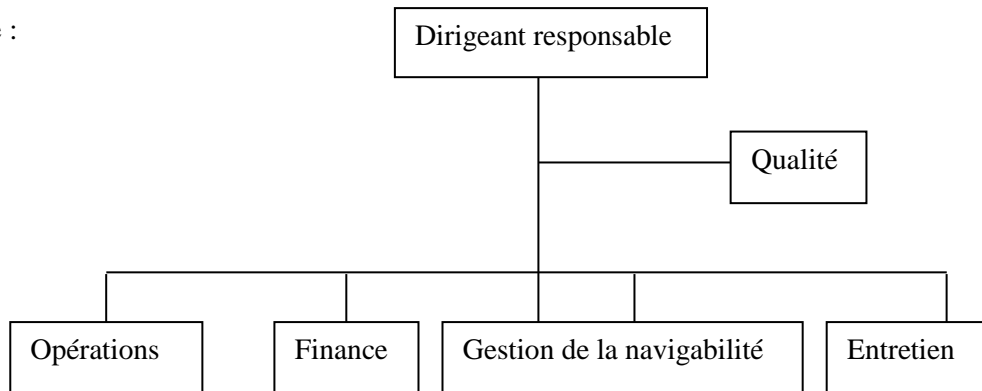 :
Dirigeant responsable
Qualité
Opérations
Finance
Gestion de la navigabilité
Entretien